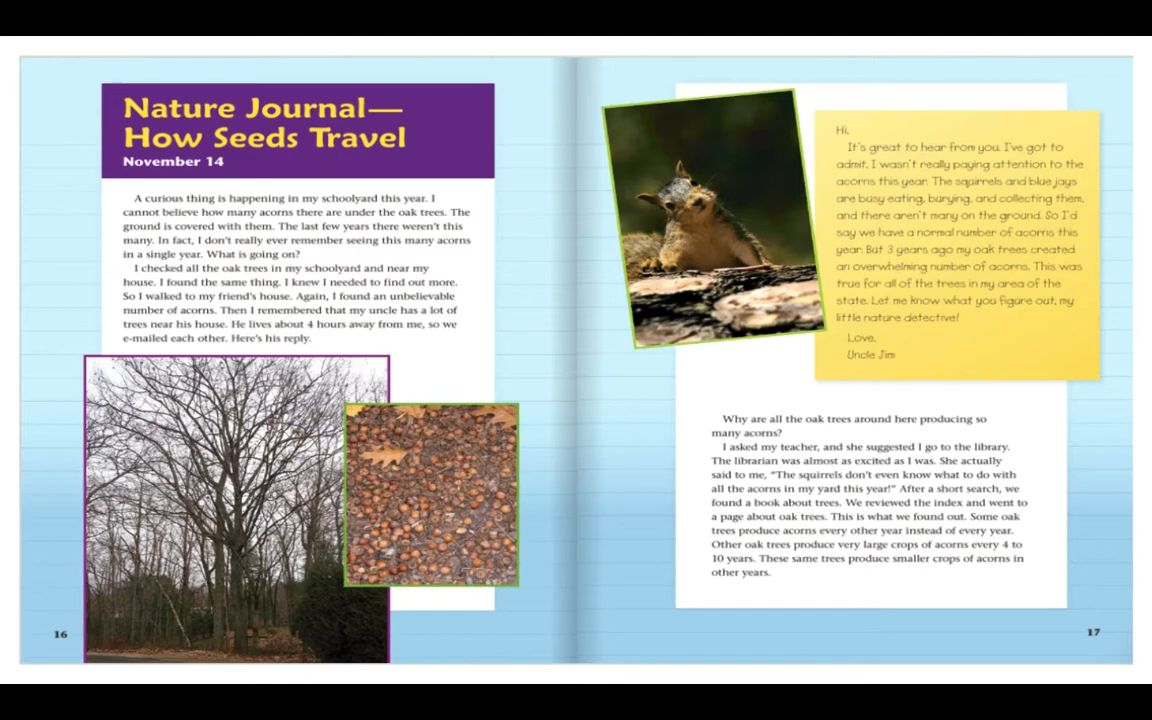 Nature Journal—
How Seeds Travel
November 14
A curious thing is happening in my schoolyard this year. I
cannot believe how many acorns there are under the oak trees. The
ground is covered with them. The last few years there weren't this
many. In fact, I don't really ever remember seeing this many acorns
in a single year. What is going on?
I checked all the oak trees in my schoolyard and near my
house. I found the same thing. I knew I needed to find out more.
So I walked to my friend's house. Again, I found an unbelievable
number of acorns. Then I remembered that my uncle has a lot of
trees near his house. He lives about 4 hours away from me, so we
e-mailed each other. Here's his reply.
16
Hi,
It's great to hear from you. I've got to
admit, I wasn't really paying attention to the
acorns this year. The squirrels and blue jays
are busy eating, burying, and collecting them,
and there aren't many on the ground. So I'd
say we have a normal number of acorns this
year. But 3 years ago my oak trees created
an overwhelming number of acorns. This was
true for all of the trees in my area of the
state. Let me know what you figure out, my
little nature detective!
Love,
Uncle Jim
Why are all the oak trees around here producing so
many acorns?
I asked my teacher, and she suggested I go to the library.
The librarian was almost as excited as I was. She actually
said to me, "The squirrels don't even know what to do with
all the acorns in my yard this year!" After a short search, we
found a book about trees. We reviewed the index and went to
a page about oak trees. This is what we found out. Some oak
trees produce acorns every other year instead of every year.
Other oak trees produce very large crops of acorns every 4 to
10 years. These same trees produce smaller crops of acorns in
other years.
17